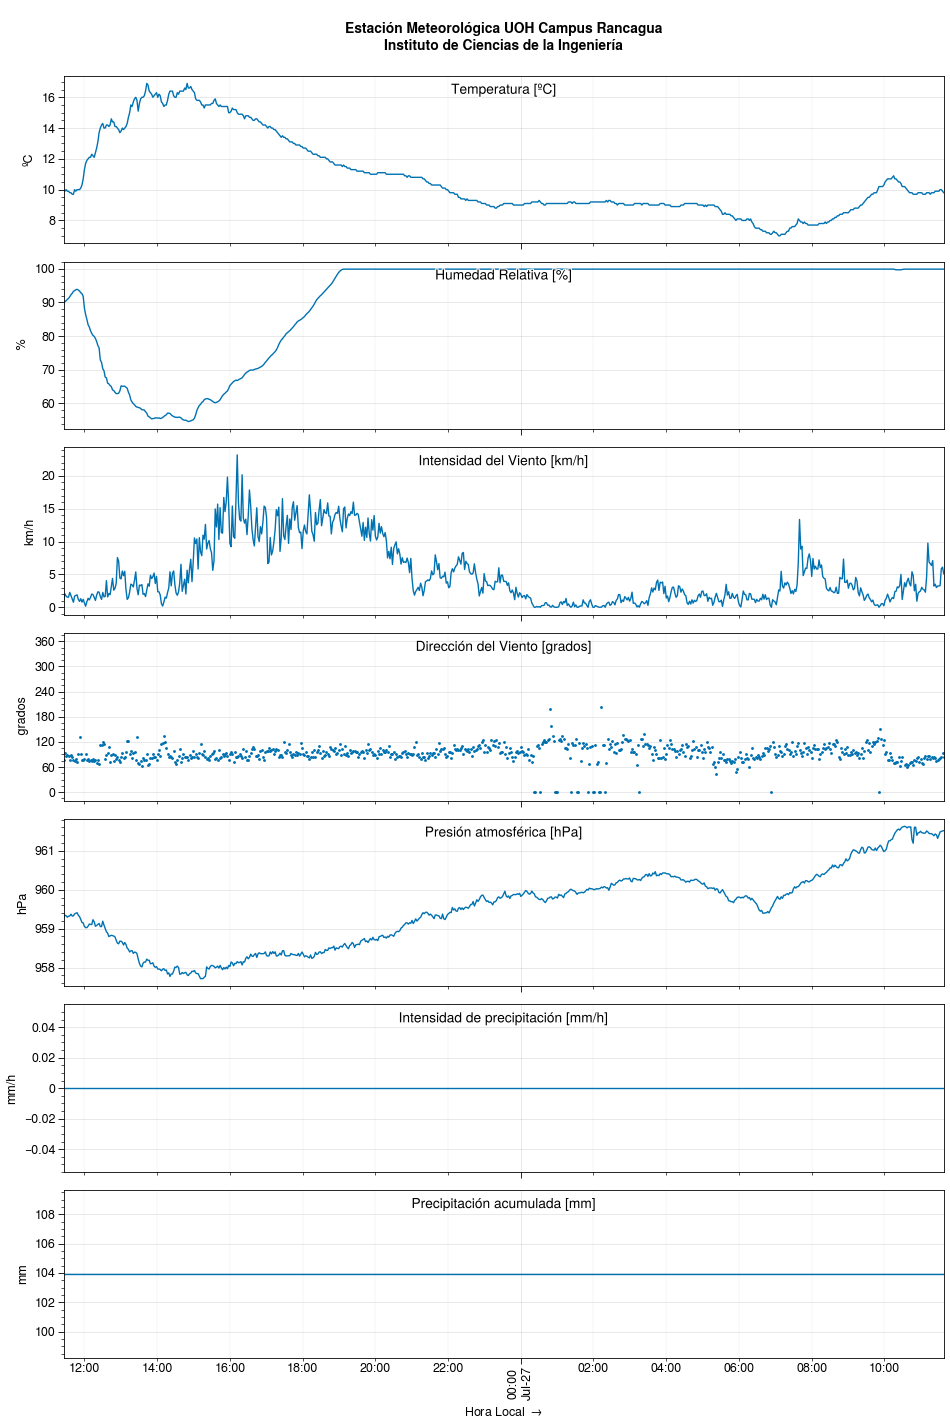 Estación Meteorológica UOH Campus Rancagua
Instituto de Ciencias de la Ingeniería
Temperatura [ºC]
16
14
12
10
8
ºC
Humedad Relativa [%]
100
90
80
70
60
%
Intensidad del Viento [km/h]
20
15
10
5
0
km/h
Dirección del Viento [grados]
360
300
240
180
120
60
0
grados
Presión atmosférica [hPa]
961
960
959
958
hPa
Intensidad de precipitación [mm/h]
0.04
0.02
0
−0.02
−0.04
mm/h
Precipitación acumulada [mm]
108
106
104
102
100
mm
12:00 14:00 16:00 18:00 20:00 22:00 00:00 02:00 04:00 06:00 08:00 10:00
Jul-27
Hora Local →